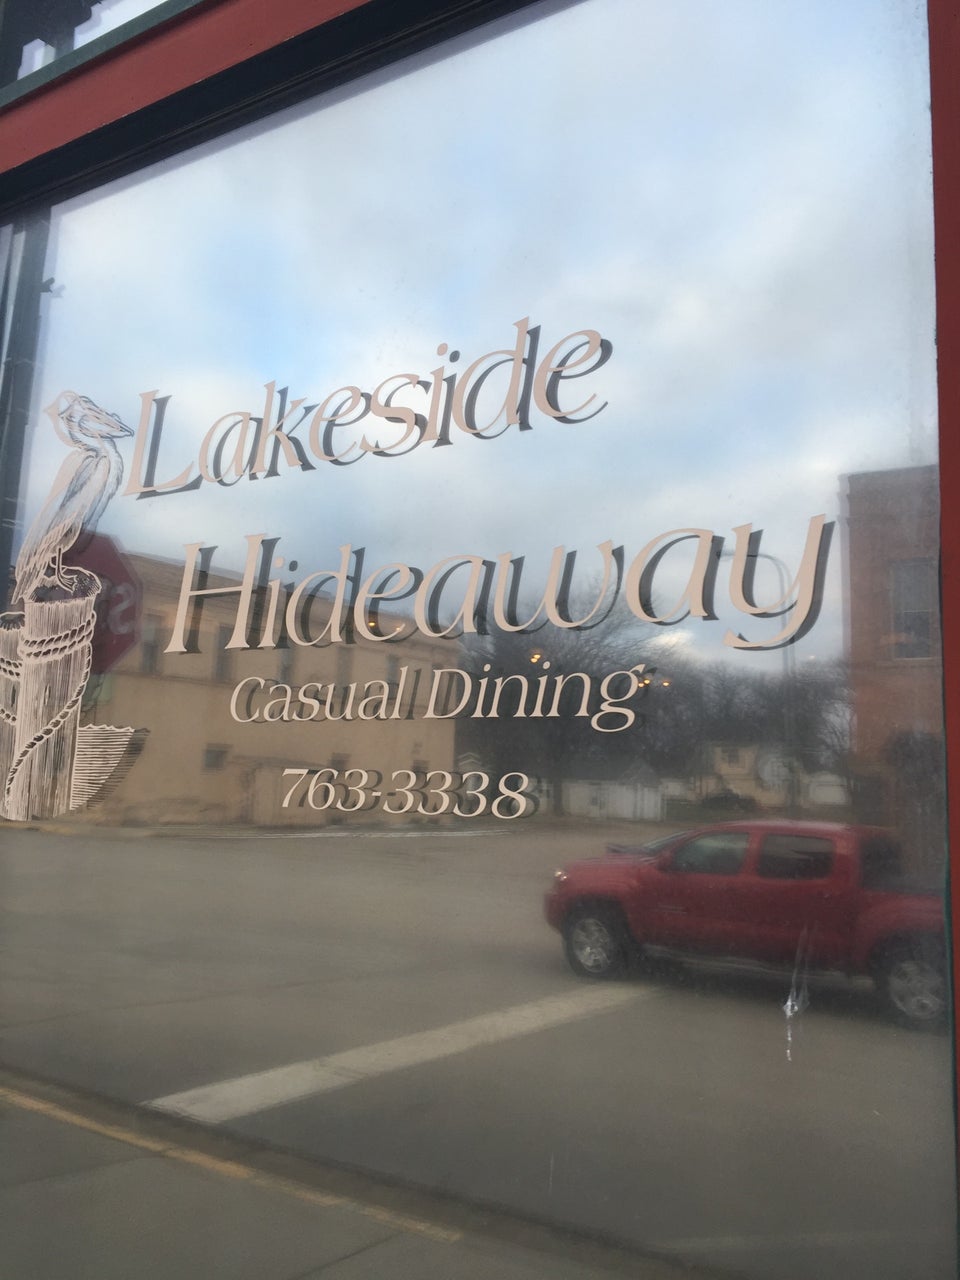 Lakeside
Hideaway
Casual Dining
763-3338